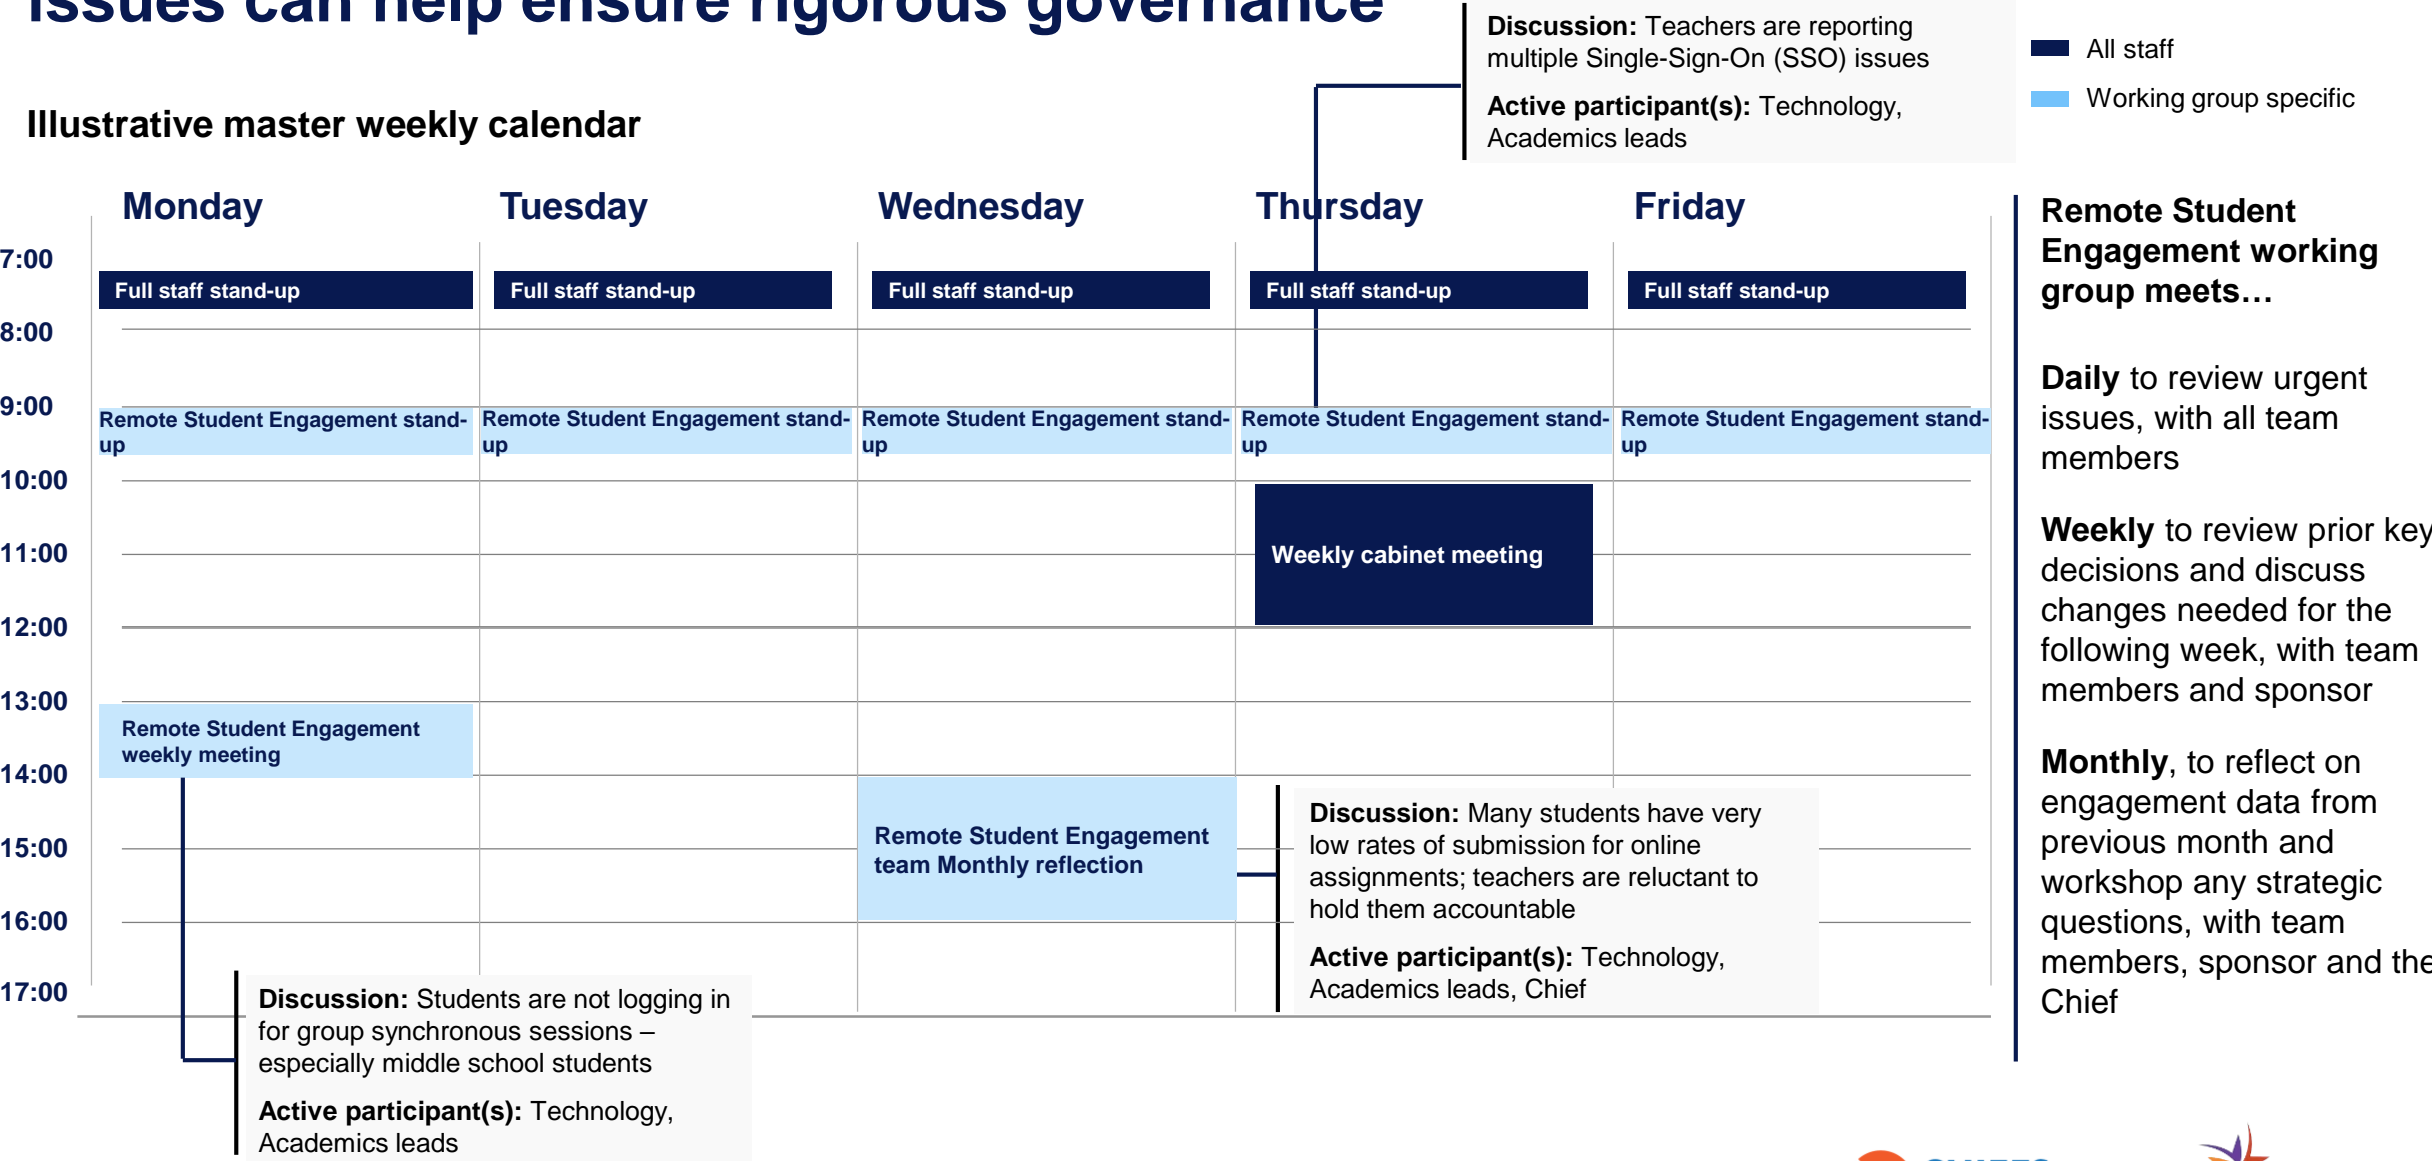 issues can help ensure rigorous governance
Discussion: Teachers are reporting
multiple Single-Sign-On (SSO) issues
Active participant(s): Technology,
Academics leads
All staff
Working group specific
Illustrative master weekly calendar
Monday Tuesday Wednesday Thursday Friday
7:00
Full staff stand-up Full staff stand-up Full staff stand-up Full staff stand-up Full staff stand-up
8:00
9:00
Remote Student Engagement stand-
up
Remote Student Engagement stand-
up
Remote Student Engagement stand-
up
Remote Student Engagement stand-
up
Remote Student Engagement stand-
up
10:00
11:00
Weekly cabinet meeting
12:00
13:00
Remote Student Engagement
weekly meeting
14:00
15:00
Remote Student Engagement
team Monthly reflection
16:00
17:00
Discussion: Many students have very
low rates of submission for online
assignments; teachers are reluctant to
hold them accountable
Active participant(s): Technology,
Academics leads, Chief
Discussion: Students are not logging in
for group synchronous sessions –
especially middle school students
Active participant(s): Technology,
Academics leads
Remote Student
Engagement working
group meets…
Daily to review urgent
issues, with all team
members
Weekly to review prior key
decisions and discuss
changes needed for the
following week, with team
members and sponsor
Monthly, to reflect on
engagement data from
previous month and
workshop any strategic
questions, with team
members, sponsor and the
Chief